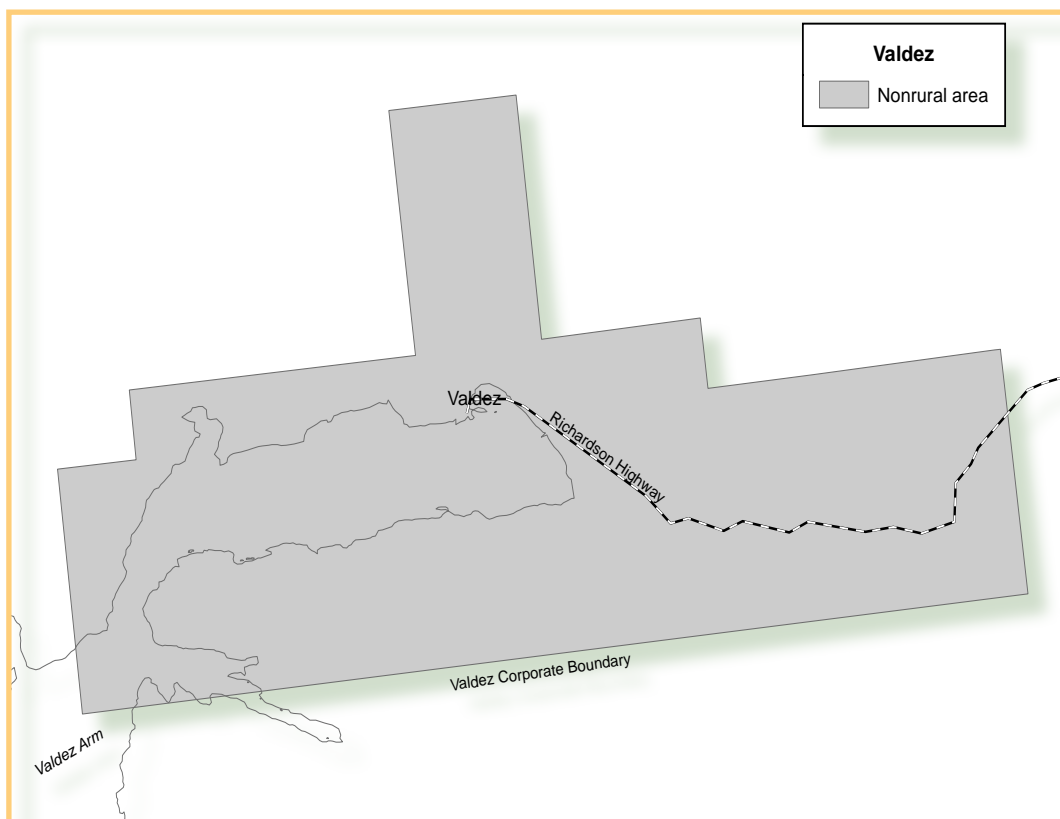 Valdez
Nonrural area
Valdez
Richardson Highway
Valdez Corporate Boundary
Valdez Arm